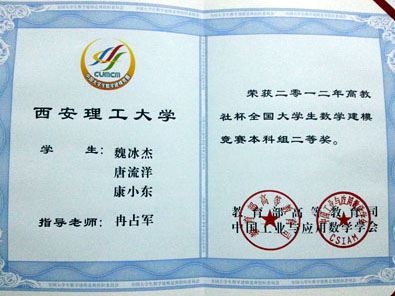 CUMCM
西安理工大学
学 生：魏冰杰
唐流洋
康小东
指导老师：冉占军
荣获二零一二年高教
社杯全国大学生数学建模
竞赛本科组二等奖。
教育部高等教育司
中国工业与应用数学学会
CSIAM